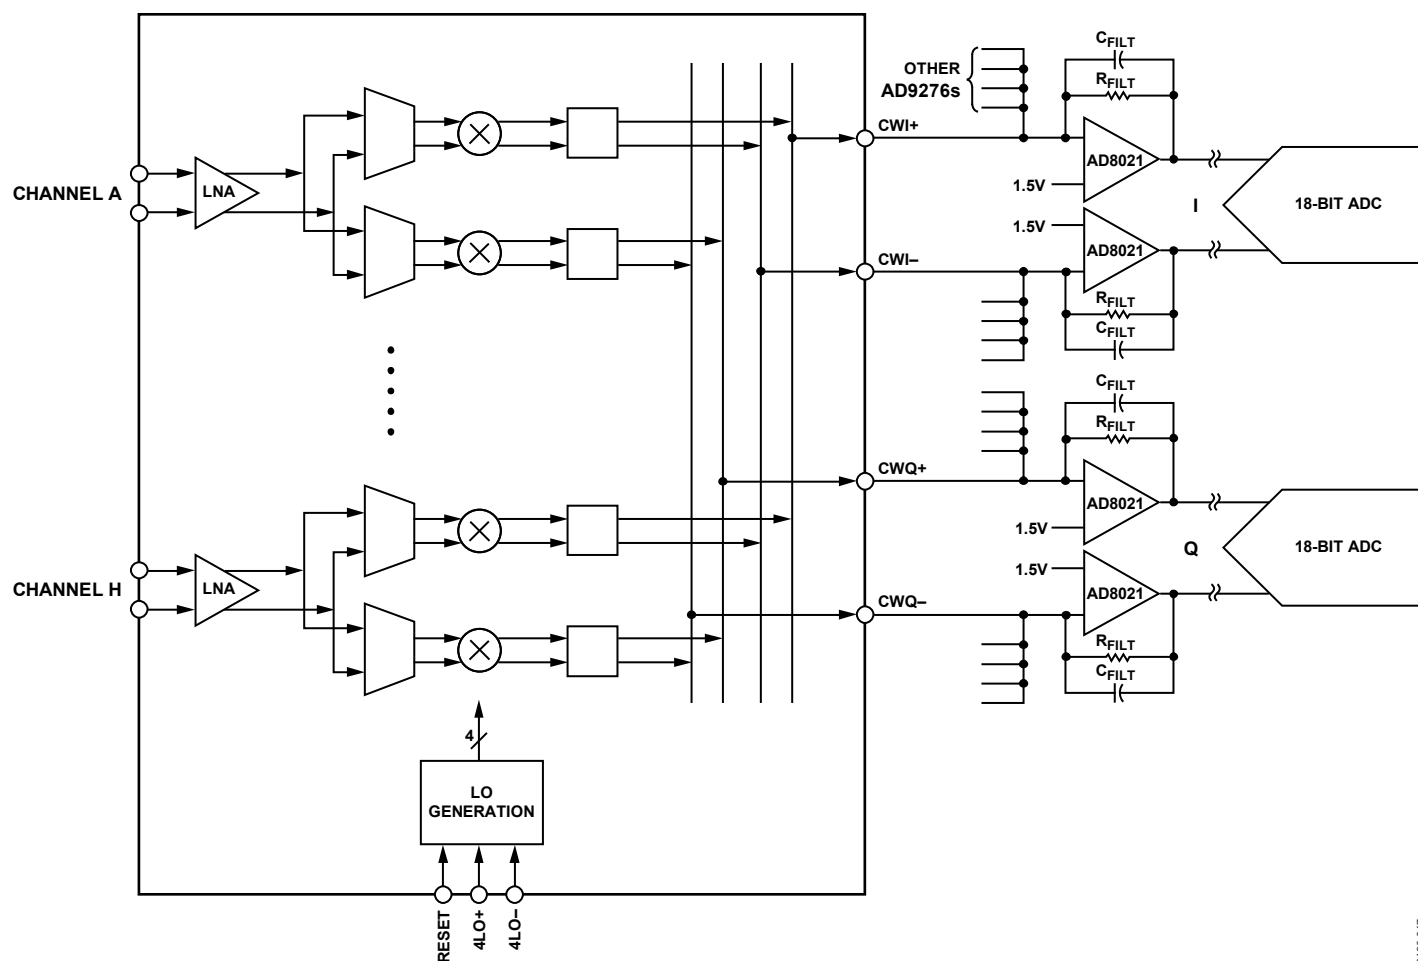 CHANNEL A
LNA
OTHER
AD9276s
CWI+
CFILT
RFILT
AD8021
1.5V
1.5V
AD8021
I
18-BIT ADC
CWI–
RFILT
CFILT
CHANNEL H
LNA
CWQ+
CFILT
RFILT
AD8021
1.5V
1.5V
AD8021
Q
18-BIT ADC
CWQ–
RFILT
CFILT
4
LO
GENERATION
RESET
4LO+
4LO–